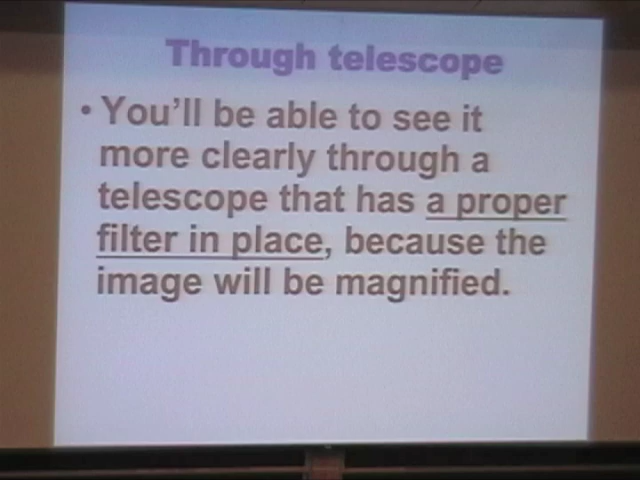 Through telescope
• You'll be able to see it
more clearly through a
telescope that has a proper
filter in place, because the
image will be magnified.